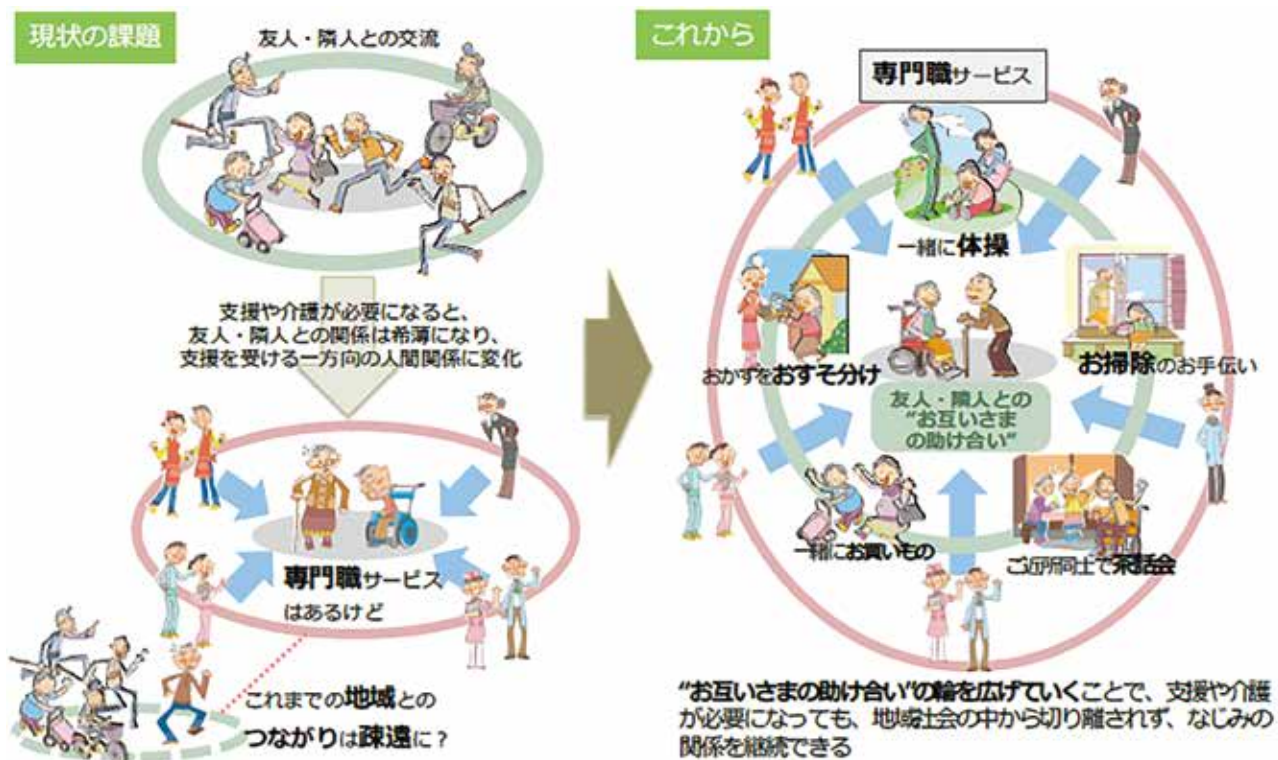 現状の課題
友人・隣人との交流
支援や介護が必要になると、
友人・隣人との関係は希薄になり、
支援を受ける一方向の人間関係に変化
専門職サービス
はあるけど
これまでの地域との
つながりは疎遠に？
これから
専門職サービス
一緒に体操
おかずをおすそ分け
お掃除のお手伝い
友人・隣人との
“お互いさま
の助け合い”
一緒にお買いもの
ご近所同士で茶話会
“お互いさまの助け合い”の輪を広げていくことで、支援や介護
が必要になっても、地域社会の中から切り離されず、なじみの
関係を継続できる